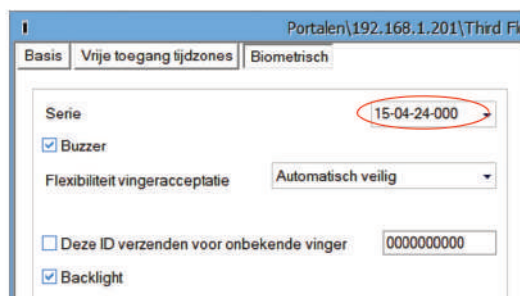 Portalen\192.168.1.201\Third Fl
Basis Vrije toegang tijdzones Biometrisch
Serie 15-04-24-000
Buzzer
Flexibiliteit vingeracceptatie Automatisch veilig
Deze ID verzenden voor onbekende vinger 0000000000
Backlight